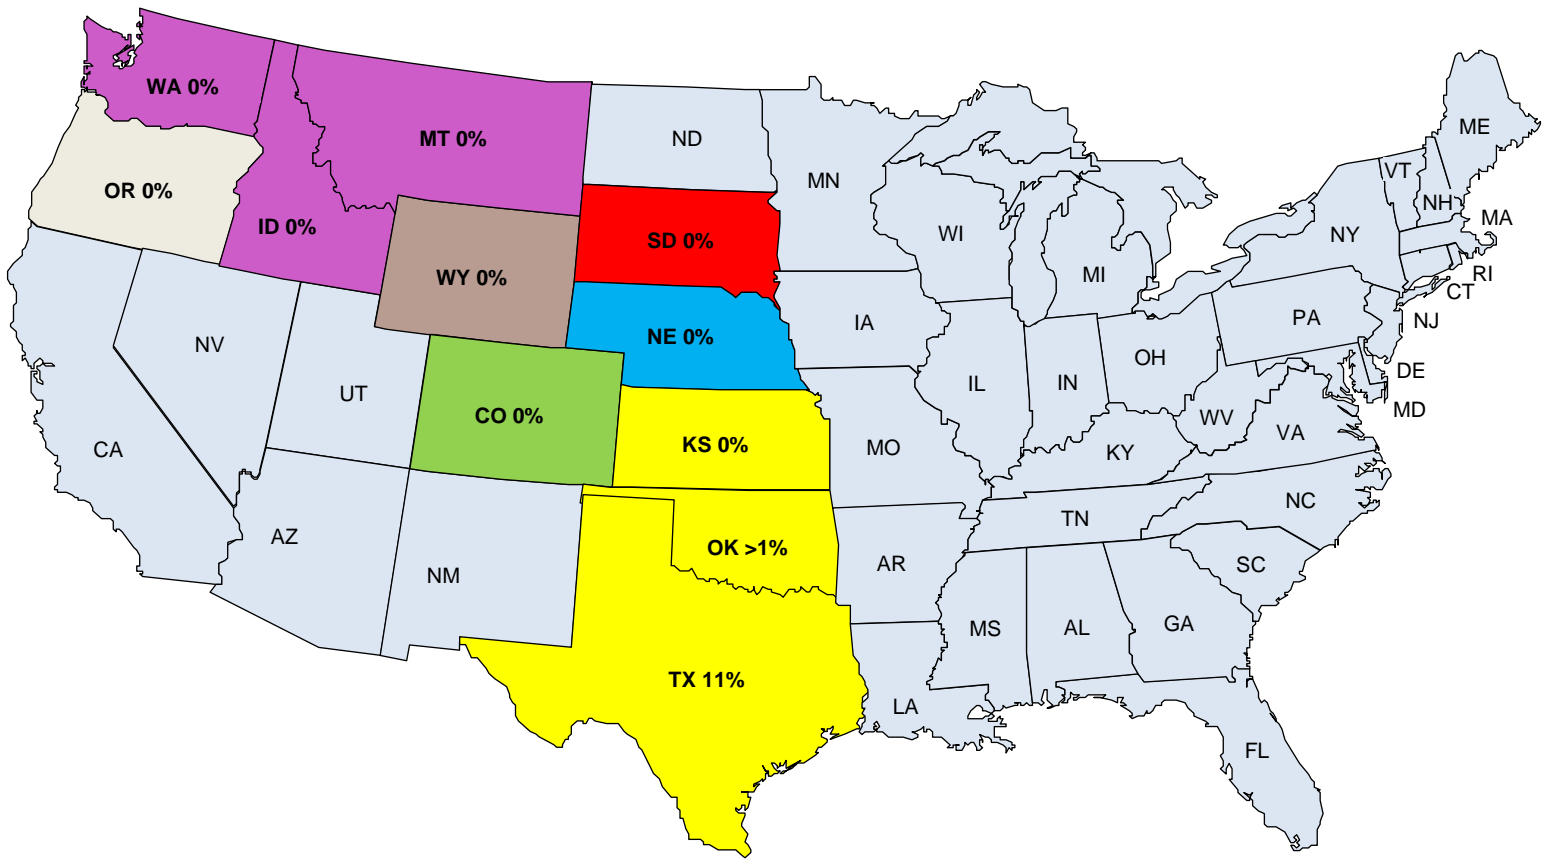 WA 0%
MT 0%
ND
ME
OR 0%
VT
MN
NH
MA
ID 0%
SD 0%
WI
NY
RI
WY 0%
MI
CT
IA
PA
NJ
NV
NE 0%
OH
DE
UT
IL
IN
MD
CO 0%
WV
VA
CA
KS 0%
MO
KY
NC
AZ
OK >1%
TN
NM
AR
SC
MS
AL
GA
TX 11%
LA
FL